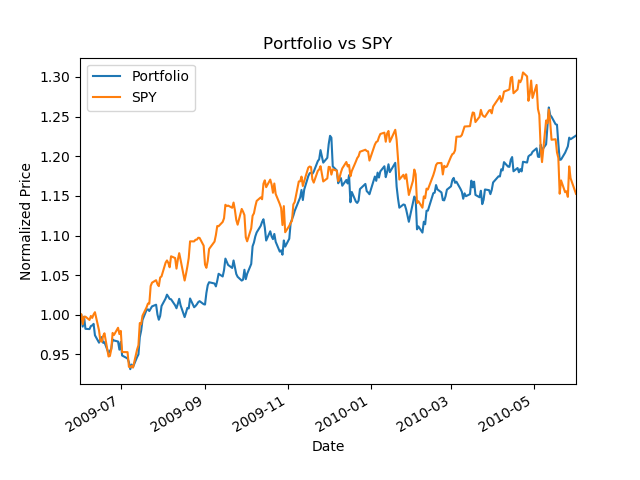 Portfolio vs SPY
Portfolio
SPY
1.30
1.25
1.20
1.15
1.10
1.05
1.00
0.95
Normalized Price
2009-07
2009-09
2009-11
2010-01
2010-03
2010-05
Date